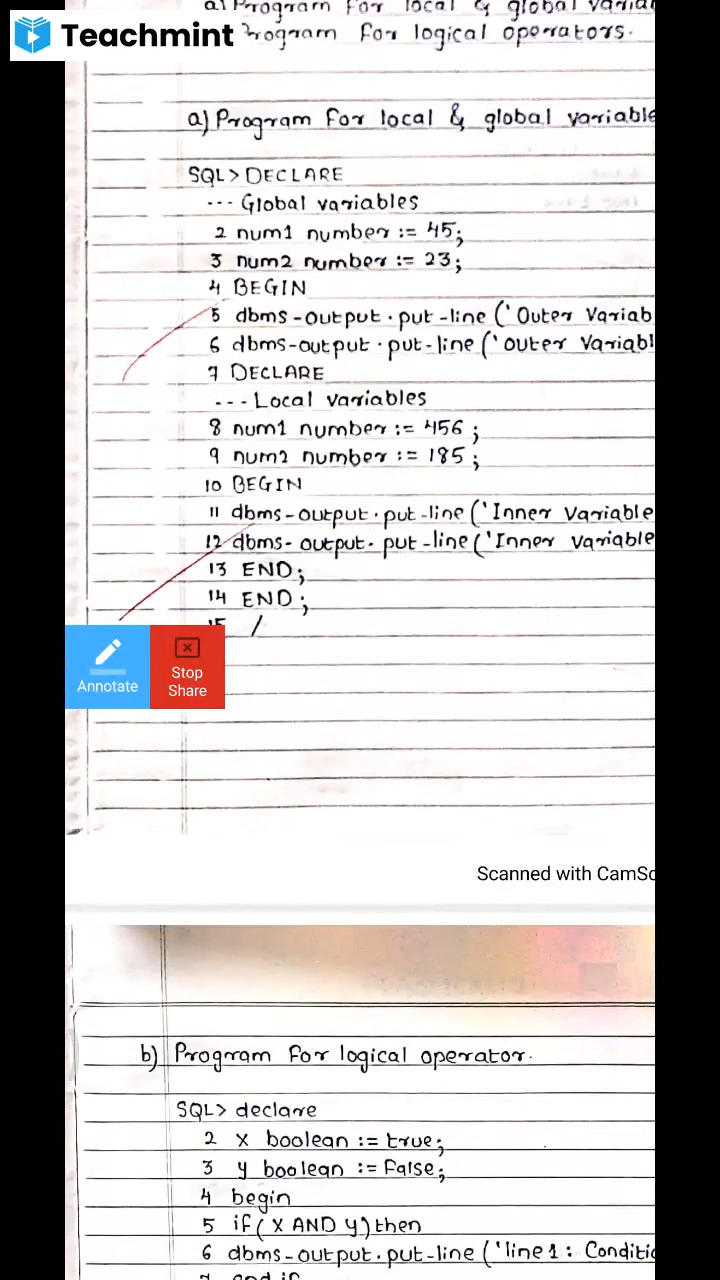 a) Program for local & global variab
Teachmint
Program for logical operators.
a) Program for local & global variable
SQL> DECLARE
--- Global variables
2 num1 number := 45;
3 num2 number := 23;
4 BEGIN
5 dbms-output.put-line ('Outer Variab
6 dbms-output.put-line ('outer Variabl
7 DECLARE
--- Local variables
8 num1 number := 456 ;
9 num2 number := 185 ;
10 BEGIN
11 dbms-output.put-line ('Inner Variable
12 dbms-output.put-line ('Inner Variable
13 END;
14 END;
15 /
Annotate
Stop
Share
Scanned with CamSc
b) Program for logical operator.
SQL> declare
2 x boolean := true;
3 y boolean := False;
4 begin
5 if ( X AND Y) then
6 dbms-output.put-line ('line 1 : Conditio
7 end if